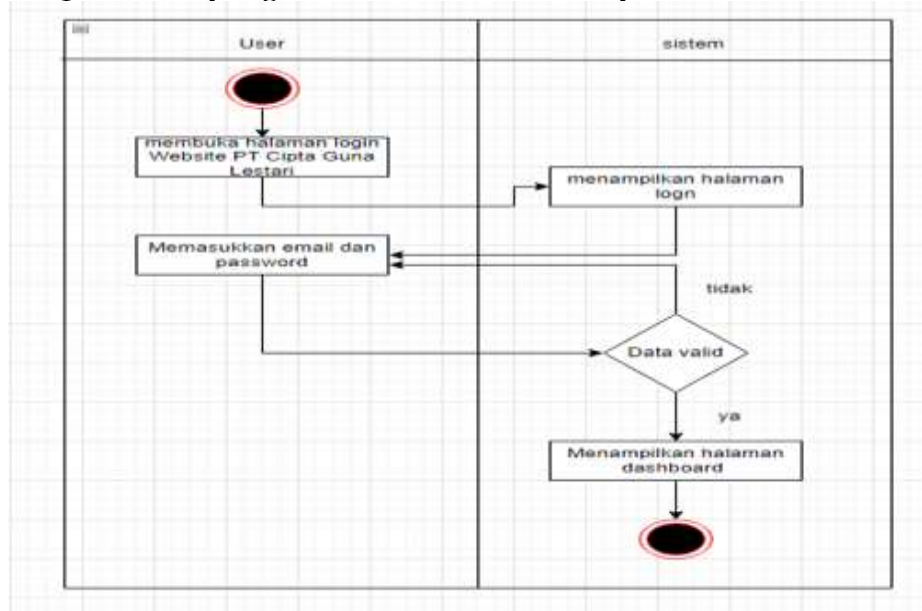 User
sistem
membuka halaman login
Website PT Cipta Guna
Lestari
menampilkan halaman
logn
Memasukkan email dan
password
tidak
Data valid
ya
Menampilkan halaman
dashboard